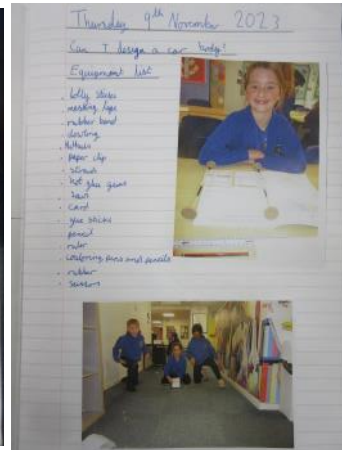 Thursday 9th November 2023
Can I design a car body?
Equipment list
. lolly sticks
. masking tape
. rubber band
. dowling
. paper clip
. straws
. hot glue guns
. card
. glue sticks
. pencil
. ruler
. colouring pens and pencils
. rubber
. scissors